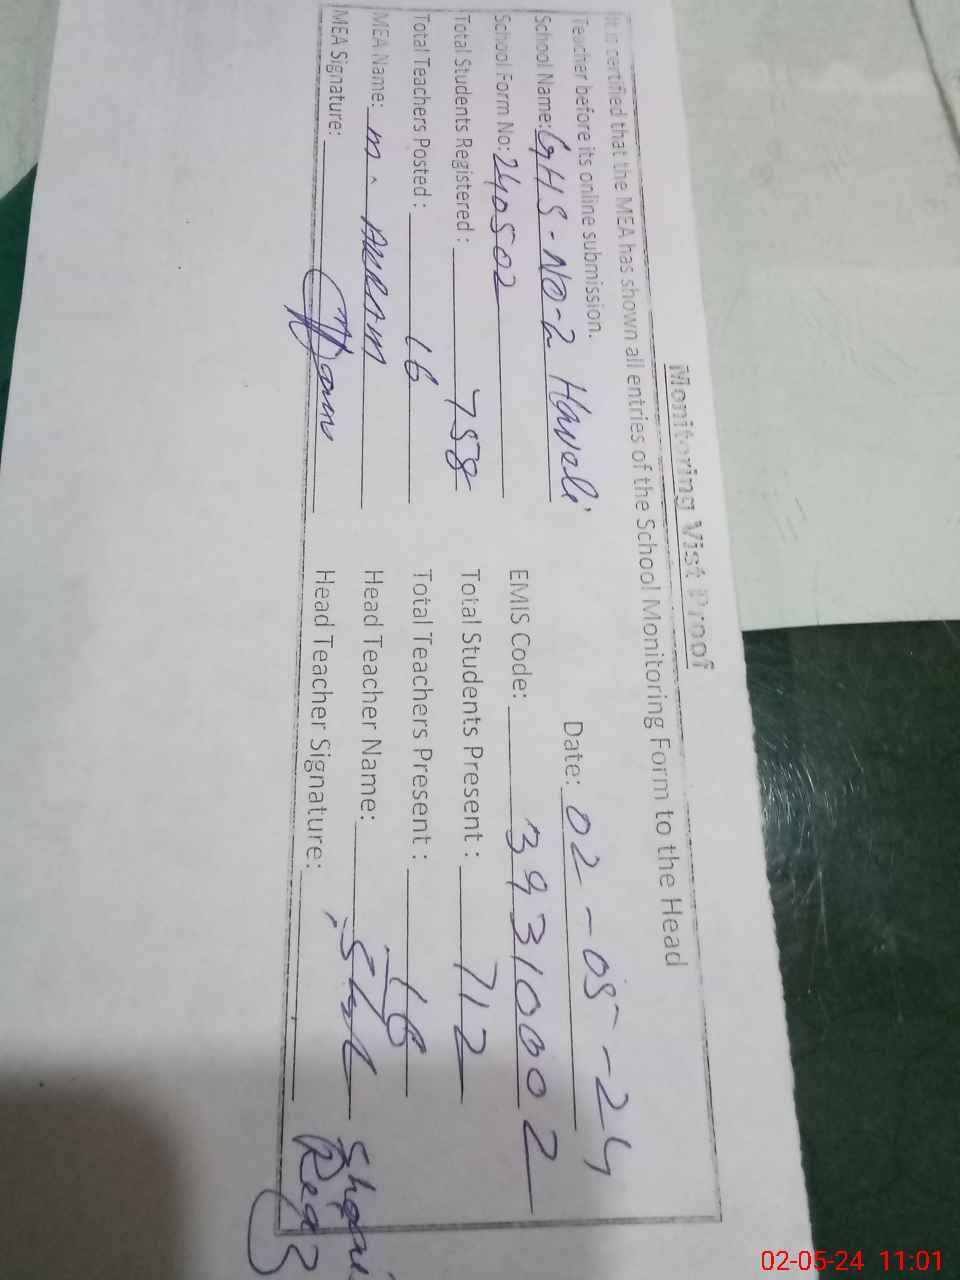 Monitoring Visit Proof
It is certified that the MEA has shown all entries of the School Monitoring Form to the Head
Teacher before its online submission.
Date: 02-05-24
School Name: GHS-NO-2 Haveli
School Form No: 240502 EMIS Code: 39310002
Total Students Registered : 758 Total Students Present : 712
Total Teachers Posted : 16 Total Teachers Present : 16
MEA Name: M. AKRAM Head Teacher Name:
MEA Signature: Head Teacher Signature:
02-05-24 11:01